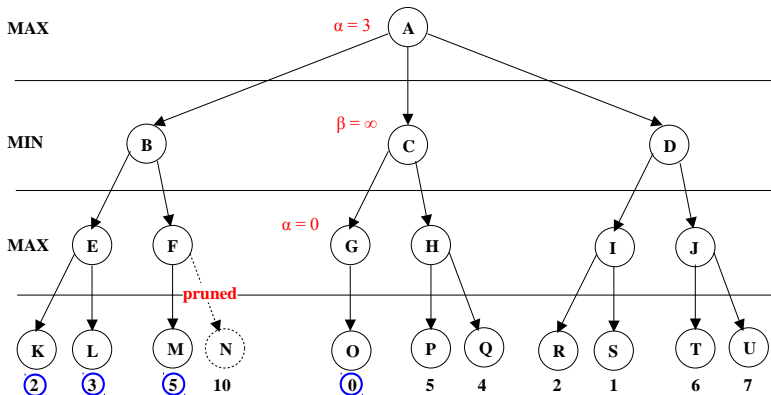 MAX α = 3 A
MIN β = ∞ B C D
MAX α = 0 E F G H I J
pruned
K L M N O P Q R S T U
2 3 5 10 0 5 4 2 1 6 7